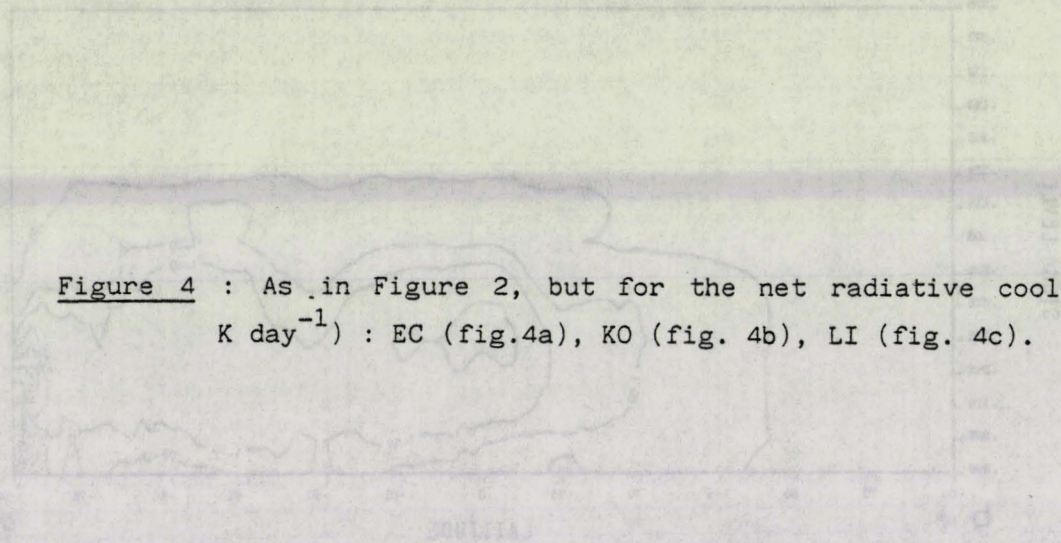 Figure 4 : As in Figure 2, but for the net radiative cool
K day⁻¹) : EC (fig.4a), KO (fig. 4b), LI (fig. 4c).
LATITUDE